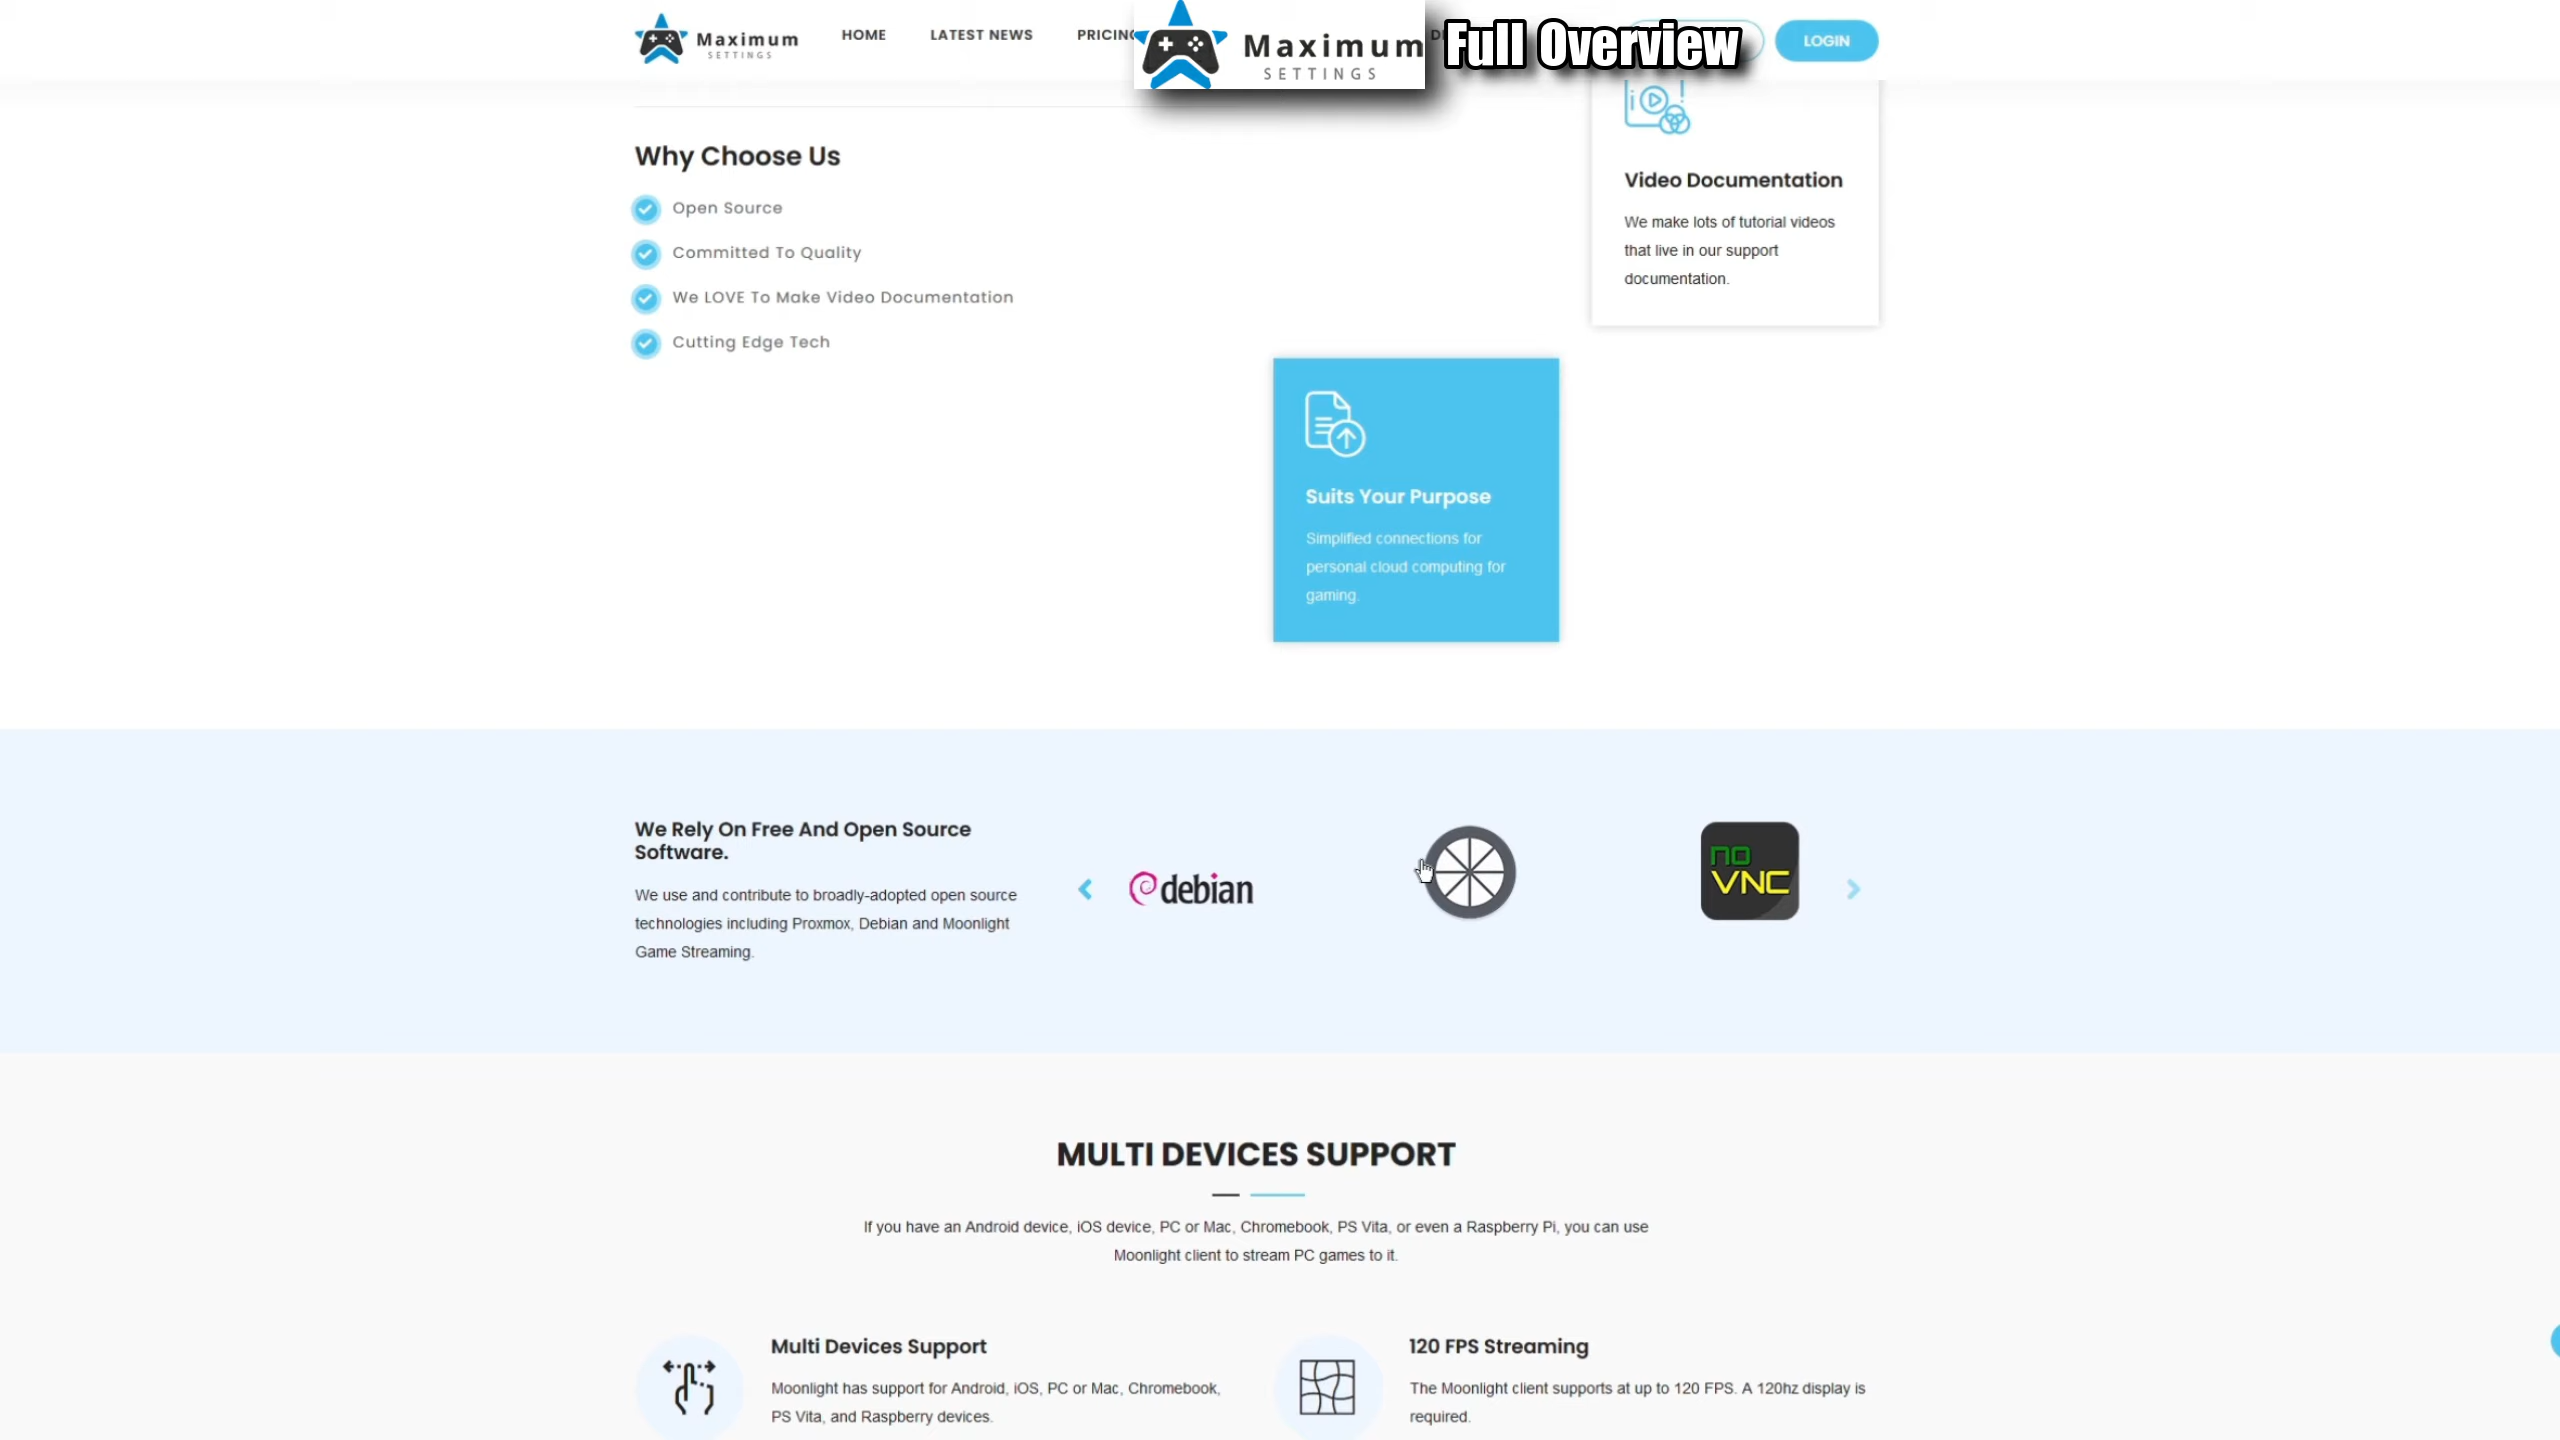 Maximum
SETTINGS
HOME
LATEST NEWS
PRICING
Maximum
SETTINGS
Full Overview
LOGIN
Why Choose Us
Open Source
Committed To Quality
We LOVE To Make Video Documentation
Cutting Edge Tech
Video Documentation
We make lots of tutorial videos
that live in our support
documentation.
Suits Your Purpose
Simplified connections for
personal cloud computing for
gaming.
We Rely On Free And Open Source
Software.
We use and contribute to broadly-adopted open source
technologies including Proxmox, Debian and Moonlight
Game Streaming.
debian
no
VNC
MULTI DEVICES SUPPORT
If you have an Android device, iOS device, PC or Mac, Chromebook, PS Vita, or even a Raspberry Pi, you can use
Moonlight client to stream PC games to it.
Multi Devices Support
Moonlight has support for Android, iOS, PC or Mac, Chromebook,
PS Vita, and Raspberry devices.
120 FPS Streaming
The Moonlight client supports at up to 120 FPS. A 120hz display is
required.